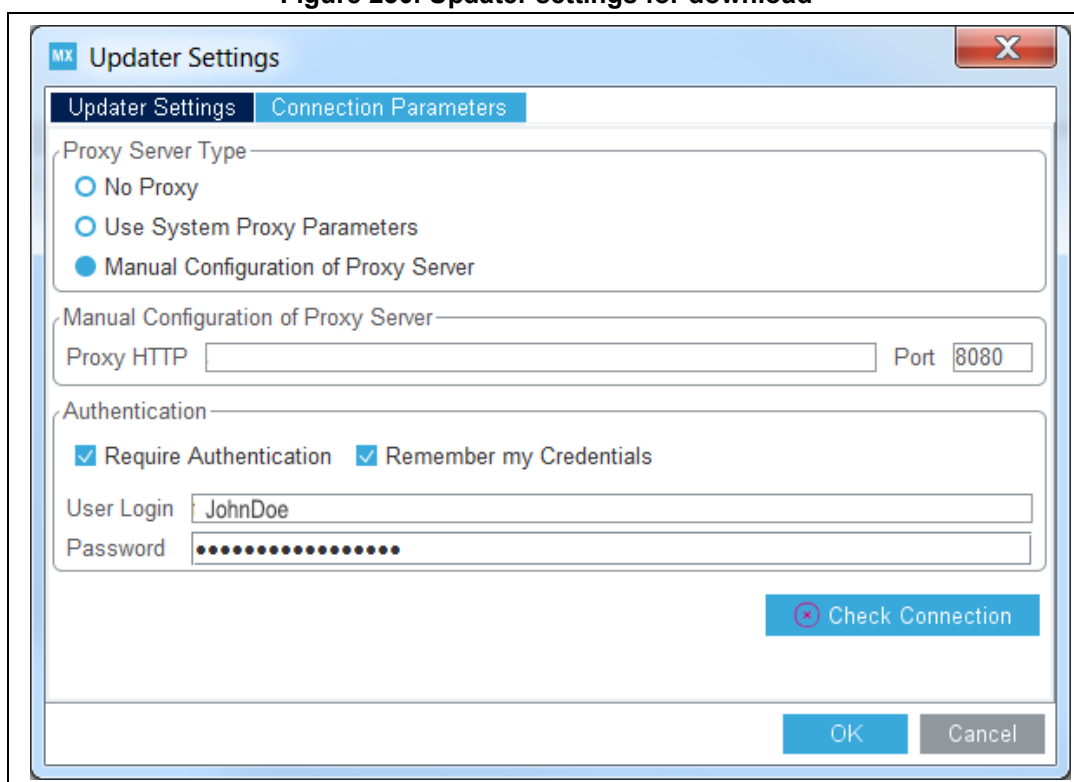 MX Updater Settings
Updater Settings Connection Parameters
Proxy Server Type
No Proxy
Use System Proxy Parameters
Manual Configuration of Proxy Server
Manual Configuration of Proxy Server
Proxy HTTP Port 8080
Authentication
Require Authentication Remember my Credentials
User Login JohnDoe
Password •••••••••••••••••
Check Connection
OK Cancel